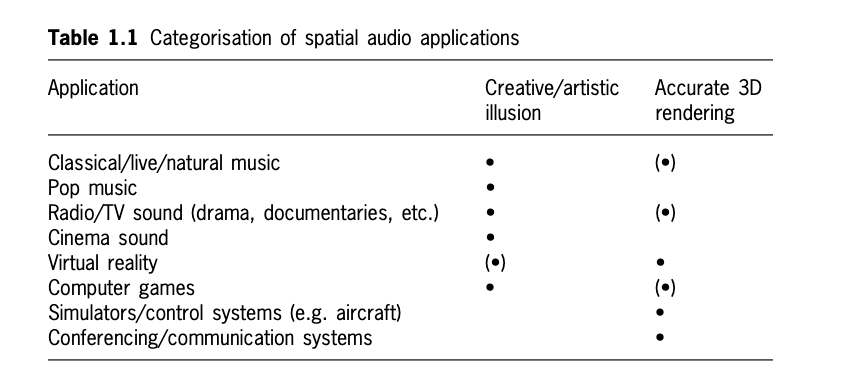 Table 1.1 Categorisation of spatial audio applications
Application Creative/artistic illusion Accurate 3D rendering
Classical/live/natural music • (•)
Pop music •
Radio/TV sound (drama, documentaries, etc.) • (•)
Cinema sound •
Virtual reality (•) •
Computer games • (•)
Simulators/control systems (e.g. aircraft) •
Conferencing/communication systems •